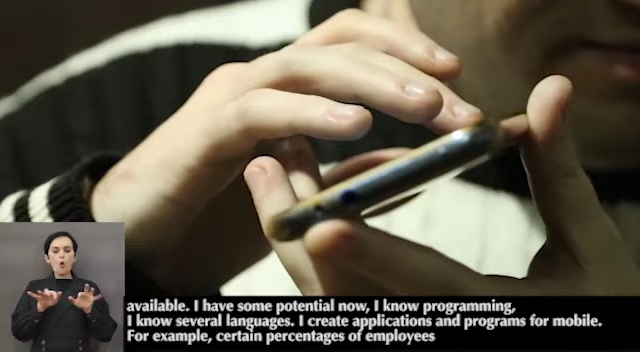 available. I have some potential now, I know programming,
I know several languages. I create applications and programs for mobile.
For example, certain percentages of employees